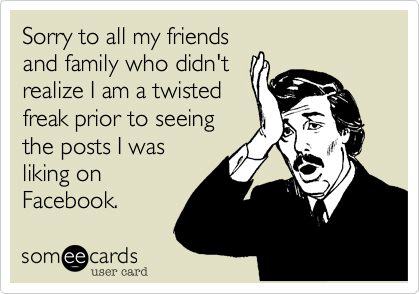 Sorry to all my friends
and family who didn't
realize I am a twisted
freak prior to seeing
the posts I was
liking on
Facebook.
someecards
user card